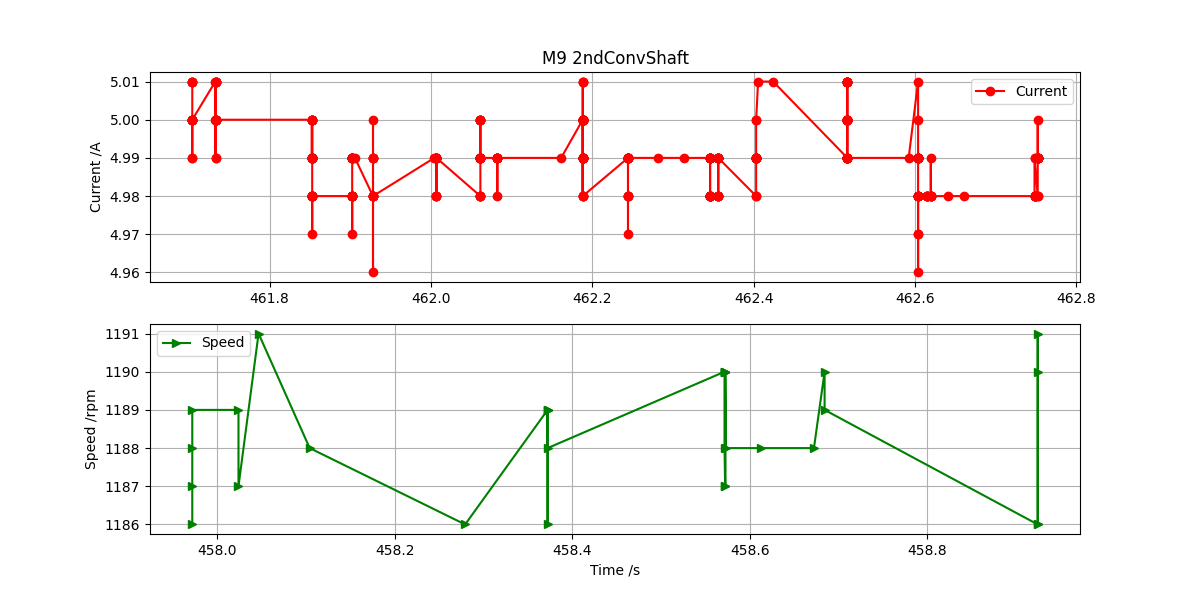 M9 2ndConvShaft
Current /A
5.01
5.00
4.99
4.98
4.97
4.96
Current
461.8 462.0 462.2 462.4 462.6 462.8
Speed /rpm
1191
1190
1189
1188
1187
1186
Speed
458.0 458.2 458.4 458.6 458.8
Time /s